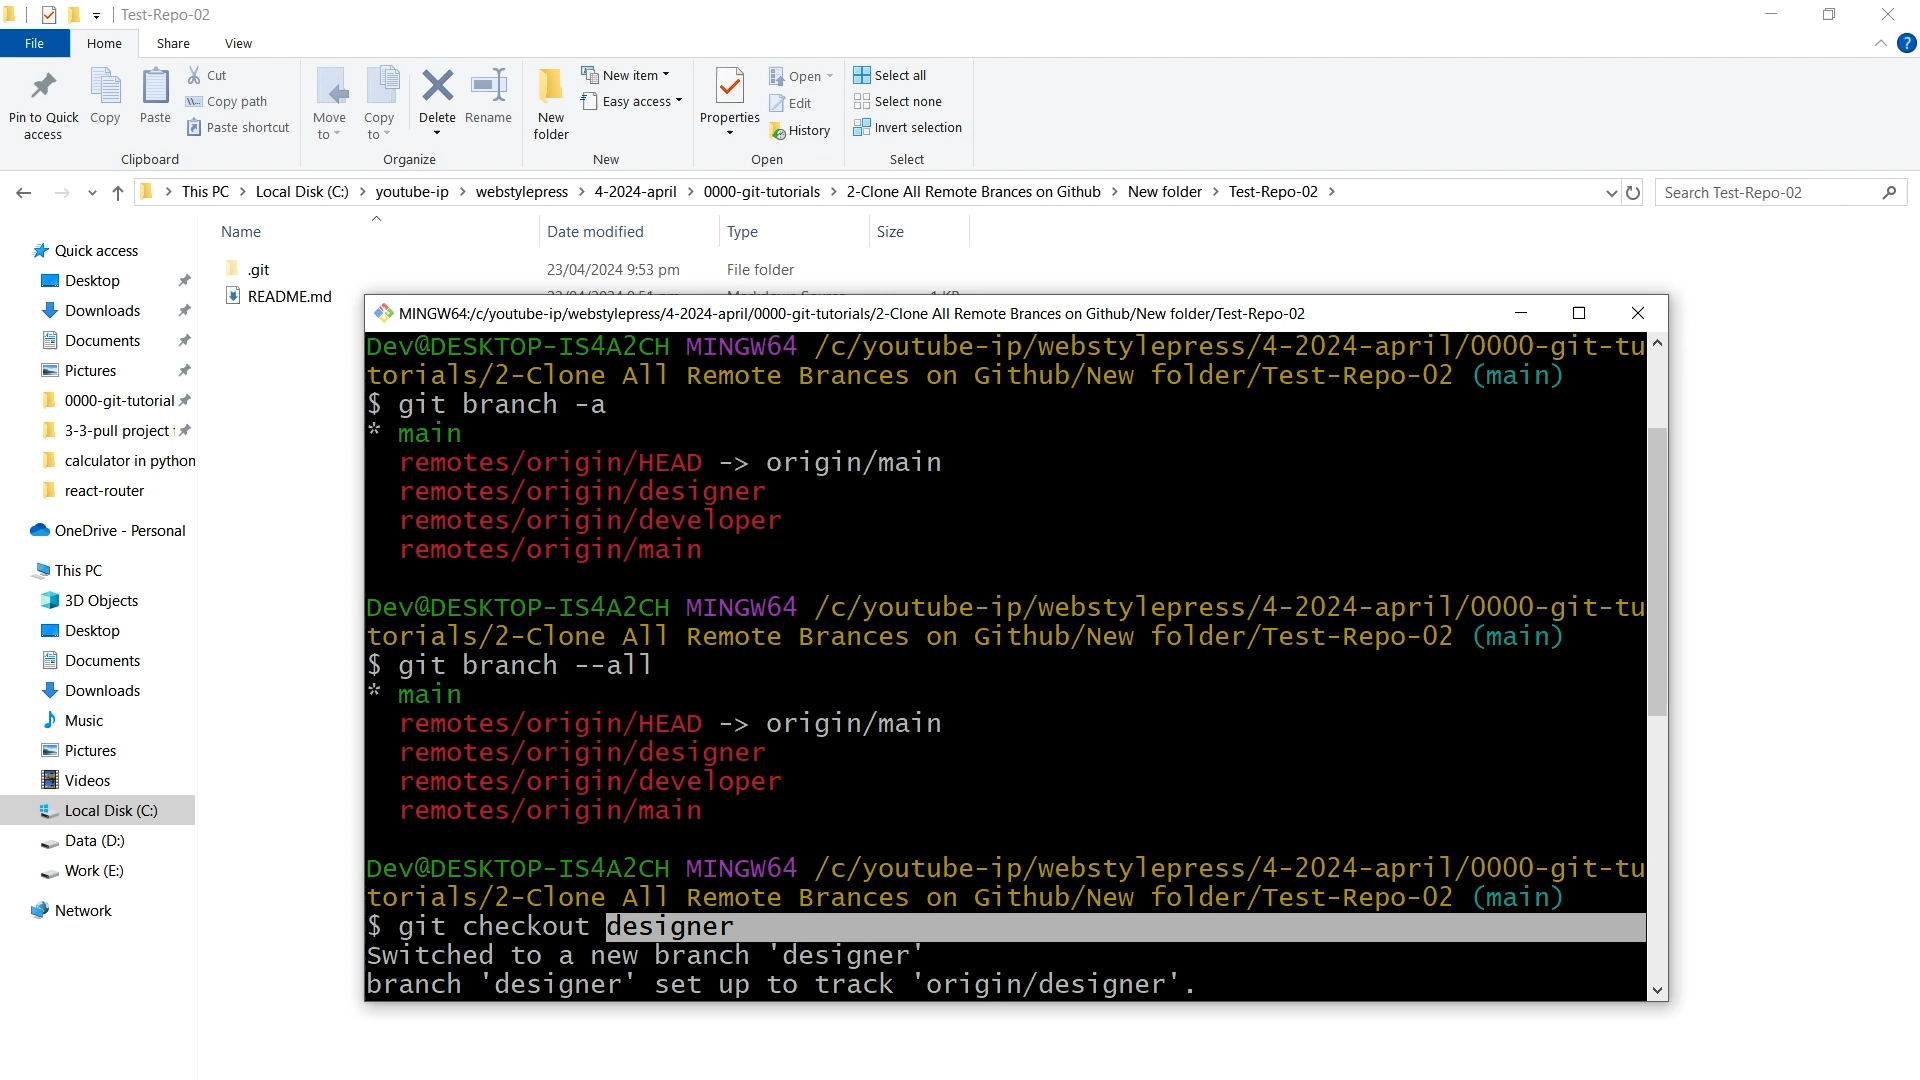 Test-Repo-02
File Home Share View
Pin to Quick access
Copy
Paste
Cut
Copy path
Paste shortcut
Clipboard
Move to
Copy to
Delete
Rename
Organize
New folder
New item
Easy access
New
Properties
Open
Edit
History
Open
Select all
Select none
Invert selection
Select
This PC > Local Disk (C:) > youtube-ip > webstylepress > 4-2024-april > 0000-git-tutorials > 2-Clone All Remote Brances on Github > New folder > Test-Repo-02 >
Search Test-Repo-02
Name Date modified Type Size
.git 23/04/2024 9:53 pm File folder
README.md
Quick access
Desktop
Downloads
Documents
Pictures
0000-git-tutorial
3-3-pull project
calculator in python
react-router
OneDrive - Personal
This PC
3D Objects
Desktop
Documents
Downloads
Music
Pictures
Videos
Local Disk (C:)
Data (D:)
Work (E:)
Network
MINGW64:/c/youtube-ip/webstylepress/4-2024-april/0000-git-tutorials/2-Clone All Remote Brances on Github/New folder/Test-Repo-02
Dev@DESKTOP-IS4A2CH MINGW64 /c/youtube-ip/webstylepress/4-2024-april/0000-git-tu
torials/2-Clone All Remote Brances on Github/New folder/Test-Repo-02 (main)
$ git branch -a
* main
remotes/origin/HEAD -> origin/main
remotes/origin/designer
remotes/origin/developer
remotes/origin/main
Dev@DESKTOP-IS4A2CH MINGW64 /c/youtube-ip/webstylepress/4-2024-april/0000-git-tu
torials/2-Clone All Remote Brances on Github/New folder/Test-Repo-02 (main)
$ git branch --all
* main
remotes/origin/HEAD -> origin/main
remotes/origin/designer
remotes/origin/developer
remotes/origin/main
Dev@DESKTOP-IS4A2CH MINGW64 /c/youtube-ip/webstylepress/4-2024-april/0000-git-tu
torials/2-Clone All Remote Brances on Github/New folder/Test-Repo-02 (main)
$ git checkout designer
Switched to a new branch 'designer'
branch 'designer' set up to track 'origin/designer'.